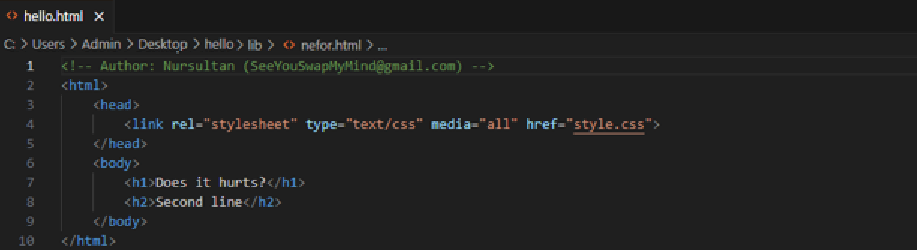 hello.html ×
C: > Users > Admin > Desktop > hello > lib > <> nefor.html > ...
1 <!-- Author: Nursultan (SeeYouSwapMyMind@gmail.com) -->
2 <html>
3 <head>
4 <link rel="stylesheet" type="text/css" media="all" href="style.css">
5 </head>
6 <body>
7 <h1>Does it hurts?</h1>
8 <h2>Second line</h2>
9 </body>
10 </html>